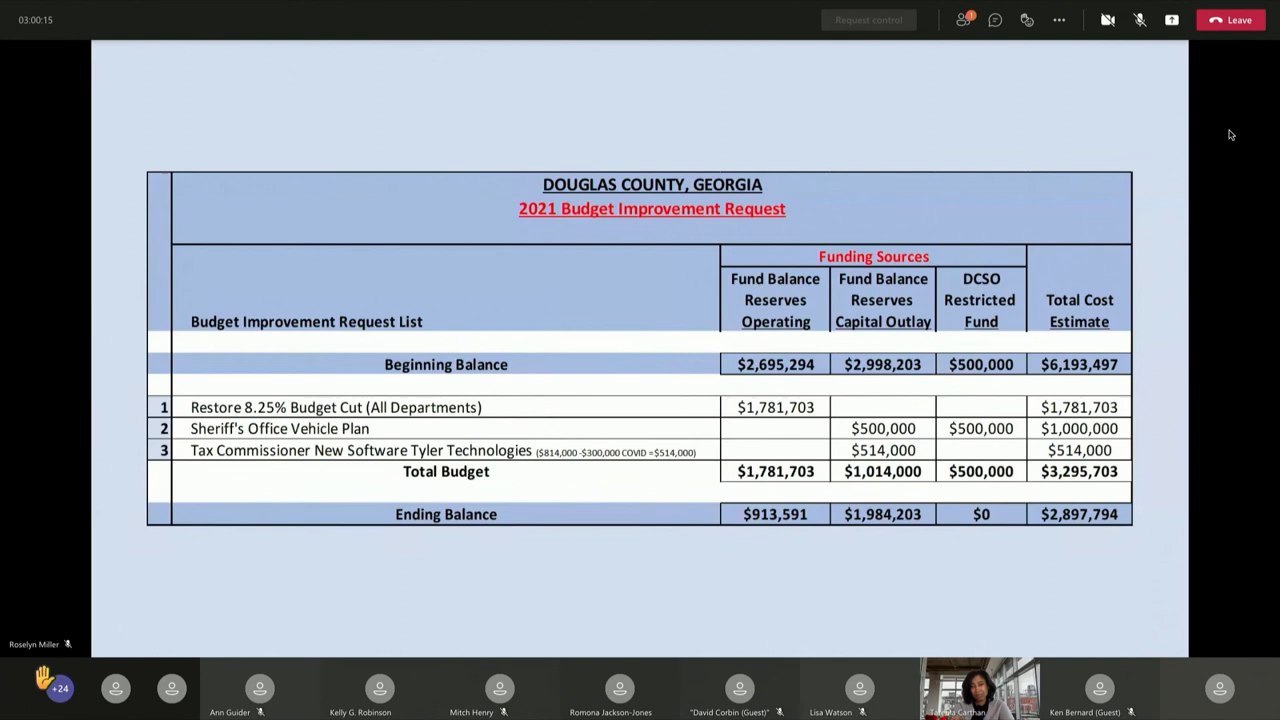 03:00:15
Request control
1
Leave
DOUGLAS COUNTY, GEORGIA
2021 Budget Improvement Request
Funding Sources
Budget Improvement Request List
Fund Balance Reserves Operating
Fund Balance Reserves Capital Outlay
DCSO Restricted Fund
Total Cost Estimate
Beginning Balance $2,695,294 $2,998,203 $500,000 $6,193,497
1 Restore 8.25% Budget Cut (All Departments) $1,781,703 $1,781,703
2 Sheriff's Office Vehicle Plan $500,000 $500,000 $1,000,000
3 Tax Commissioner New Software Tyler Technologies ($814,000 -$300,000 COVID =$514,000) $514,000 $514,000
Total Budget $1,781,703 $1,014,000 $500,000 $3,295,703
Ending Balance $913,591 $1,984,203 $0 $2,897,794
Roselyn Miller
+24
Ann Guider
Kelly G. Robinson
Mitch Henry
Romona Jackson-Jones
"David Corbin (Guest)"
Lisa Watson
Carthan
Ken Bernard (Guest)